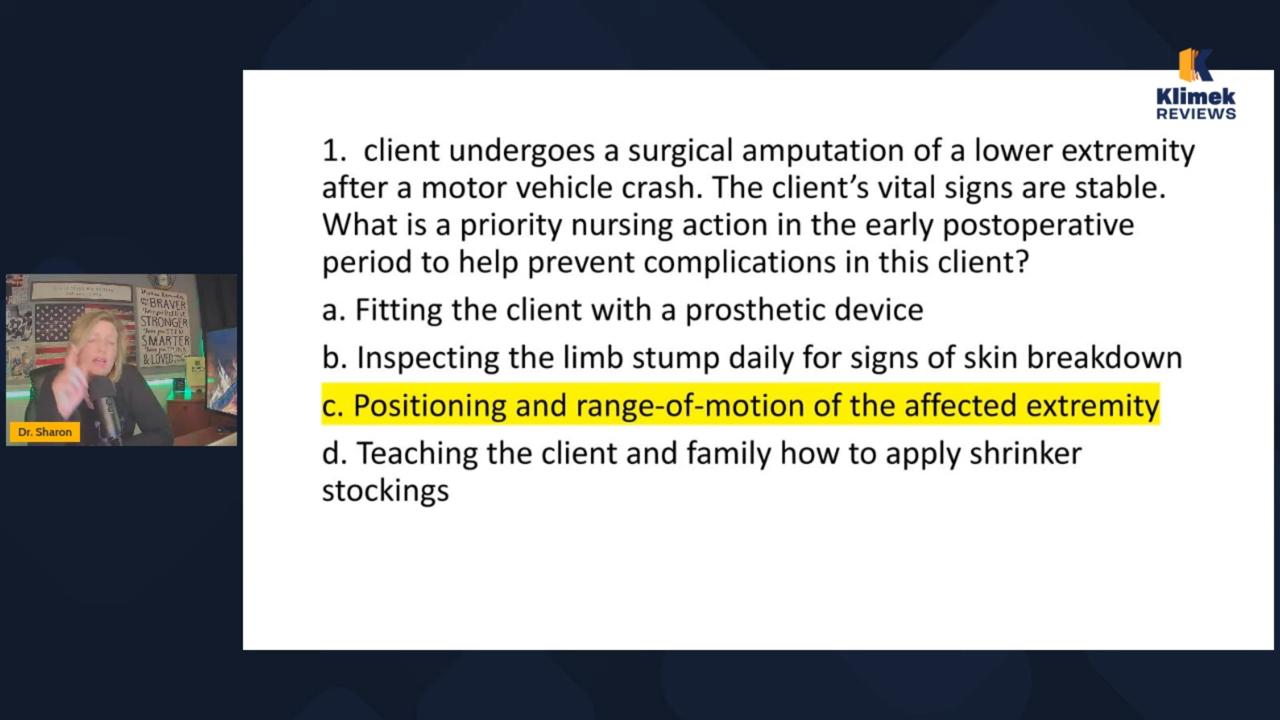 Klimek
REVIEWS
1. client undergoes a surgical amputation of a lower extremity
after a motor vehicle crash. The client's vital signs are stable.
What is a priority nursing action in the early postoperative
period to help prevent complications in this client?
a. Fitting the client with a prosthetic device
b. Inspecting the limb stump daily for signs of skin breakdown
c. Positioning and range-of-motion of the affected extremity
d. Teaching the client and family how to apply shrinker
stockings
BRAVER
STRONGER
SMARTER
& LOVED
Dr. Sharon